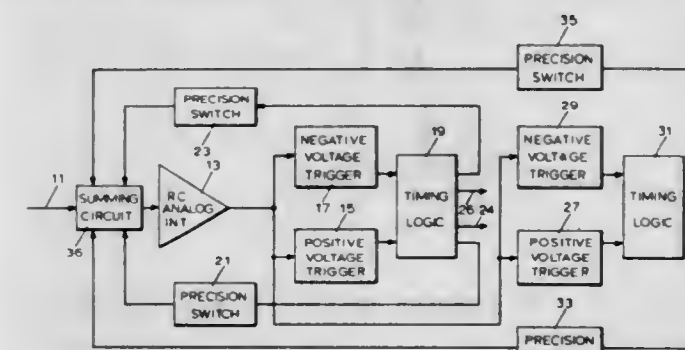 35
PRECISION
SWITCH
PRECISION
SWITCH
23
13
NEGATIVE
VOLTAGE
TRIGGER
17
19
29
NEGATIVE
VOLTAGE
TRIGGER
31
11
SUMMING
CIRCUIT
36
RC
ANALOG
INT
TIMING
LOGIC
26
24
TIMING
LOGIC
15
POSITIVE
VOLTAGE
TRIGGER
27
POSITIVE
VOLTAGE
TRIGGER
21
PRECISION
SWITCH
33
PRECISION